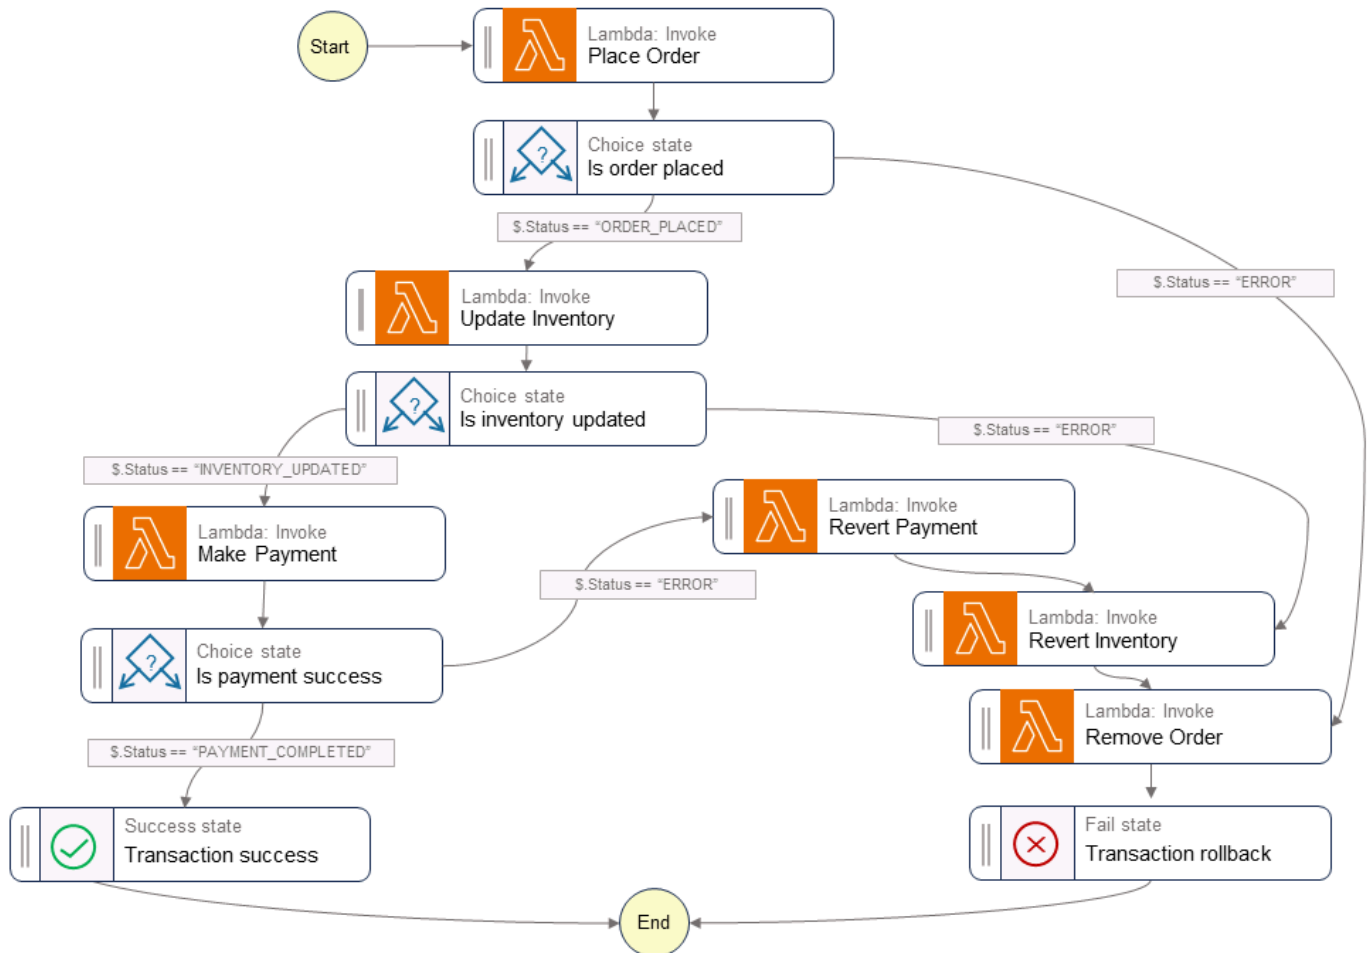 Start
Lambda: Invoke
Place Order
Choice state
Is order placed
$.Status == “ORDER_PLACED”
$.Status == “ERROR”
Lambda: Invoke
Update Inventory
Choice state
Is inventory updated
$.Status == “ERROR”
$.Status == “INVENTORY_UPDATED”
Lambda: Invoke
Revert Payment
Lambda: Invoke
Make Payment
$.Status == “ERROR”
Lambda: Invoke
Revert Inventory
Choice state
Is payment success
Lambda: Invoke
Remove Order
$.Status == “PAYMENT_COMPLETED”
Success state
Transaction success
Fail state
Transaction rollback
End